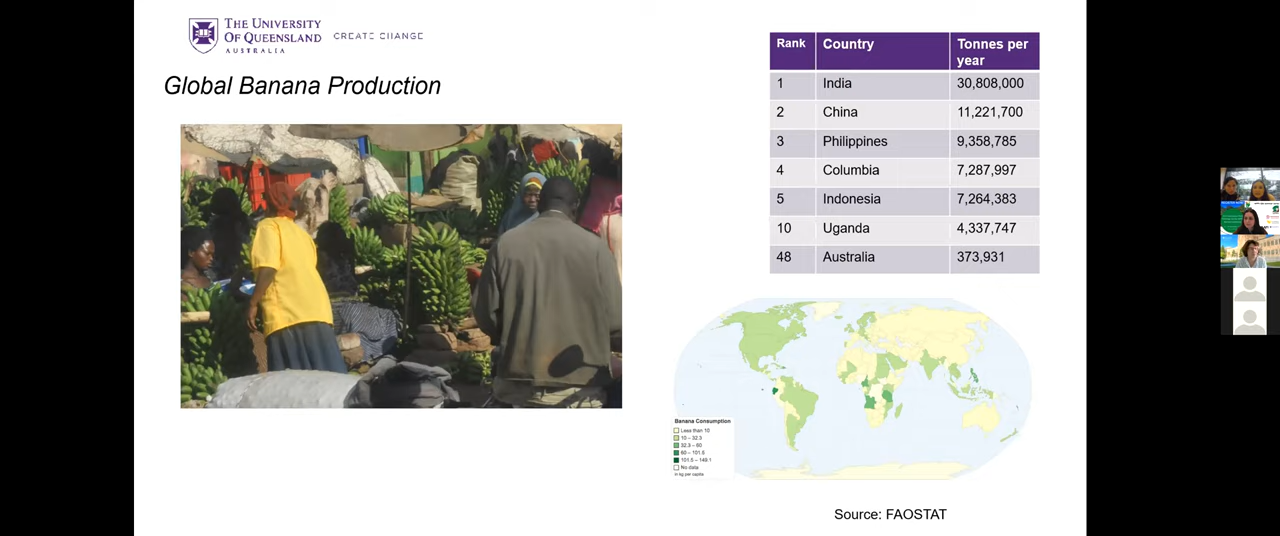 THE UNIVERSITY
OF QUEENSLAND
AUSTRALIA
CREATE CHANGE
Global Banana Production
Rank Country Tonnes per year
1 India 30,808,000
2 China 11,221,700
3 Philippines 9,358,785
4 Columbia 7,287,997
5 Indonesia 7,264,383
10 Uganda 4,337,747
48 Australia 373,931
Banana Consumption
Less than 10
10 – 32.3
32.3 – 60
60 – 101.5
101.5 – 149.1
No data
in kg per capita
Source: FAOSTAT